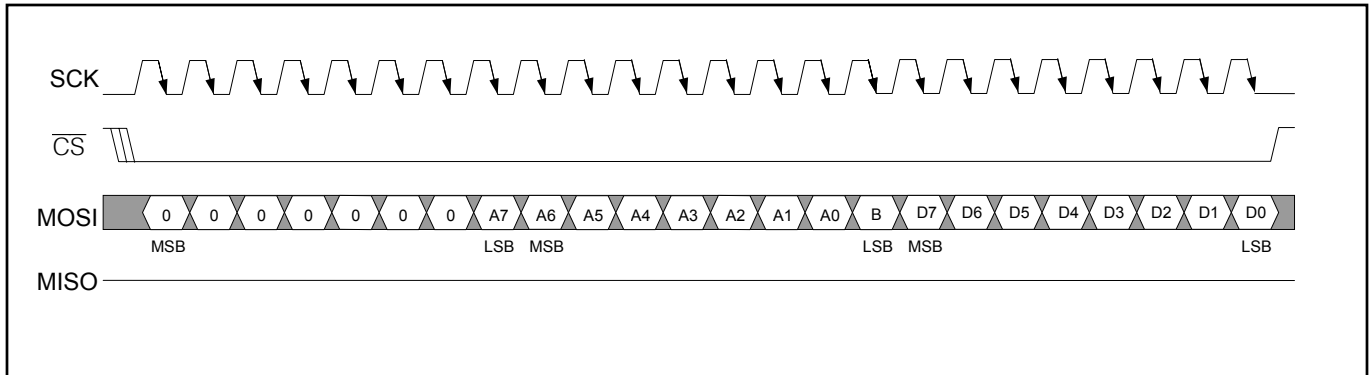 SCK
CS
MOSI 0 0 0 0 0 0 0 A7 A6 A5 A4 A3 A2 A1 A0 B D7 D6 D5 D4 D3 D2 D1 D0
MSB LSB MSB LSB MSB LSB
MISO